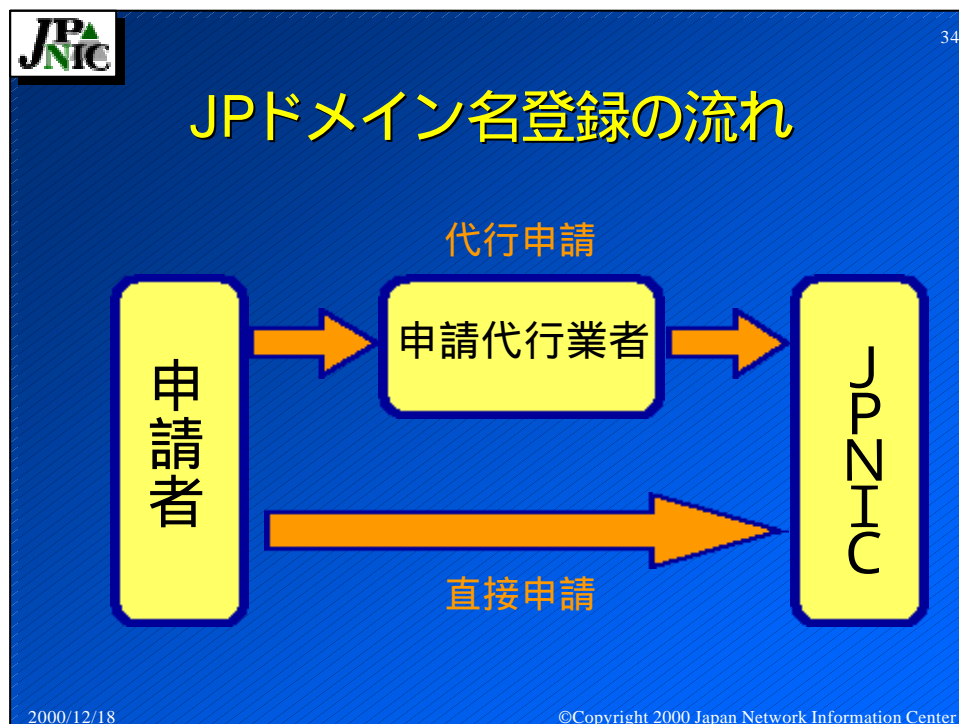 JPNIC
34
JPドメイン名登録の流れ
代行申請
申請者
申請代行業者
JPNIC
直接申請
2000/12/18
©Copyright 2000 Japan Network Information Center